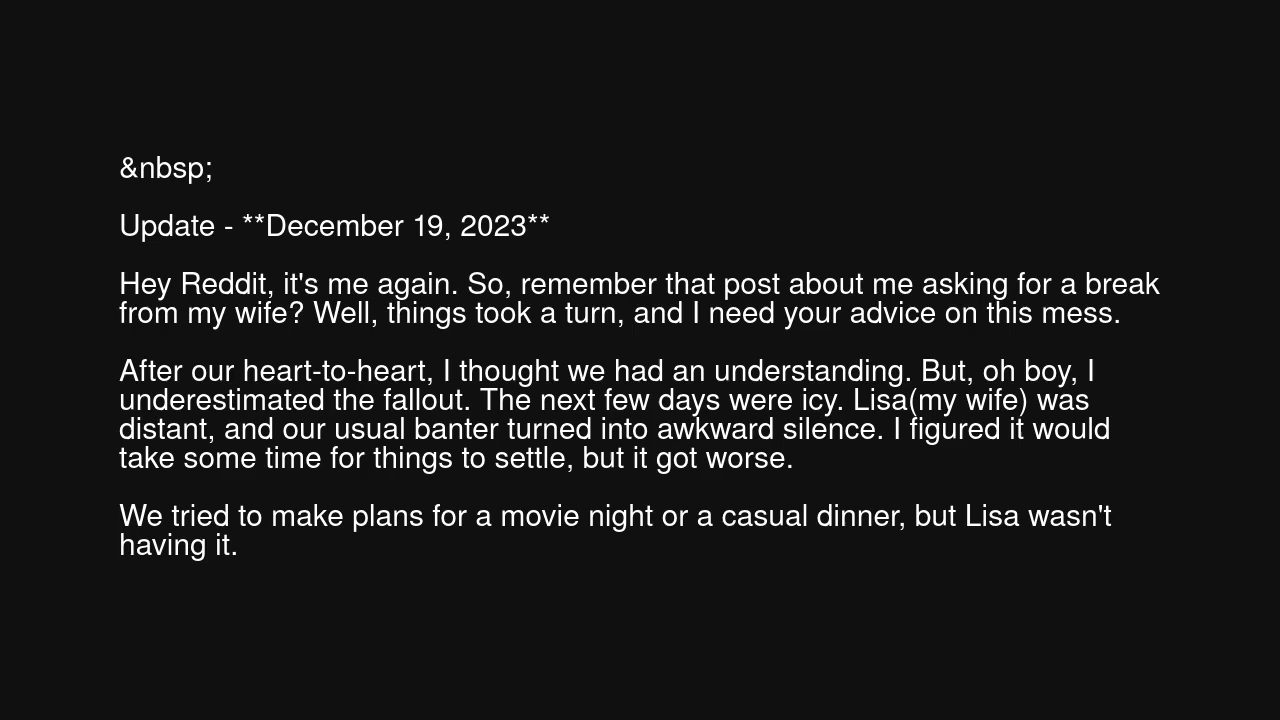 &nbsp;
Update - **December 19, 2023**
Hey Reddit, it's me again. So, remember that post about me asking for a break
from my wife? Well, things took a turn, and I need your advice on this mess.
After our heart-to-heart, I thought we had an understanding. But, oh boy, I
underestimated the fallout. The next few days were icy. Lisa(my wife) was
distant, and our usual banter turned into awkward silence. I figured it would
take some time for things to settle, but it got worse.
We tried to make plans for a movie night or a casual dinner, but Lisa wasn't
having it.